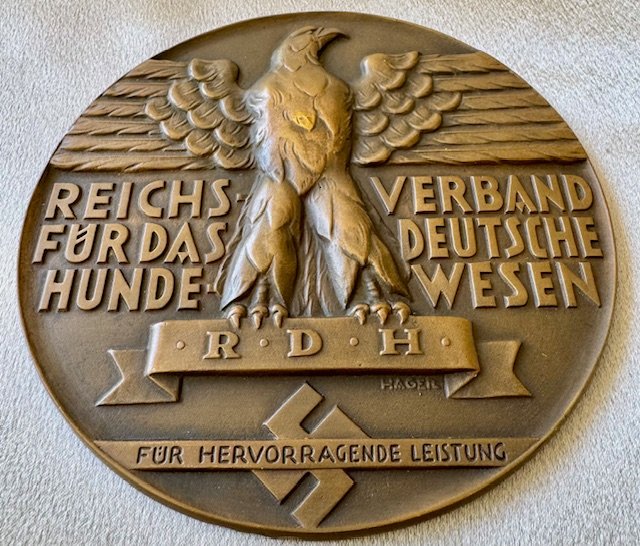 REICHS- VERBAND
FÜR DAS DEUTSCHE
HUNDE- WESEN
· R · D · H ·
HAGER
FÜR HERVORRAGENDE LEISTUNG